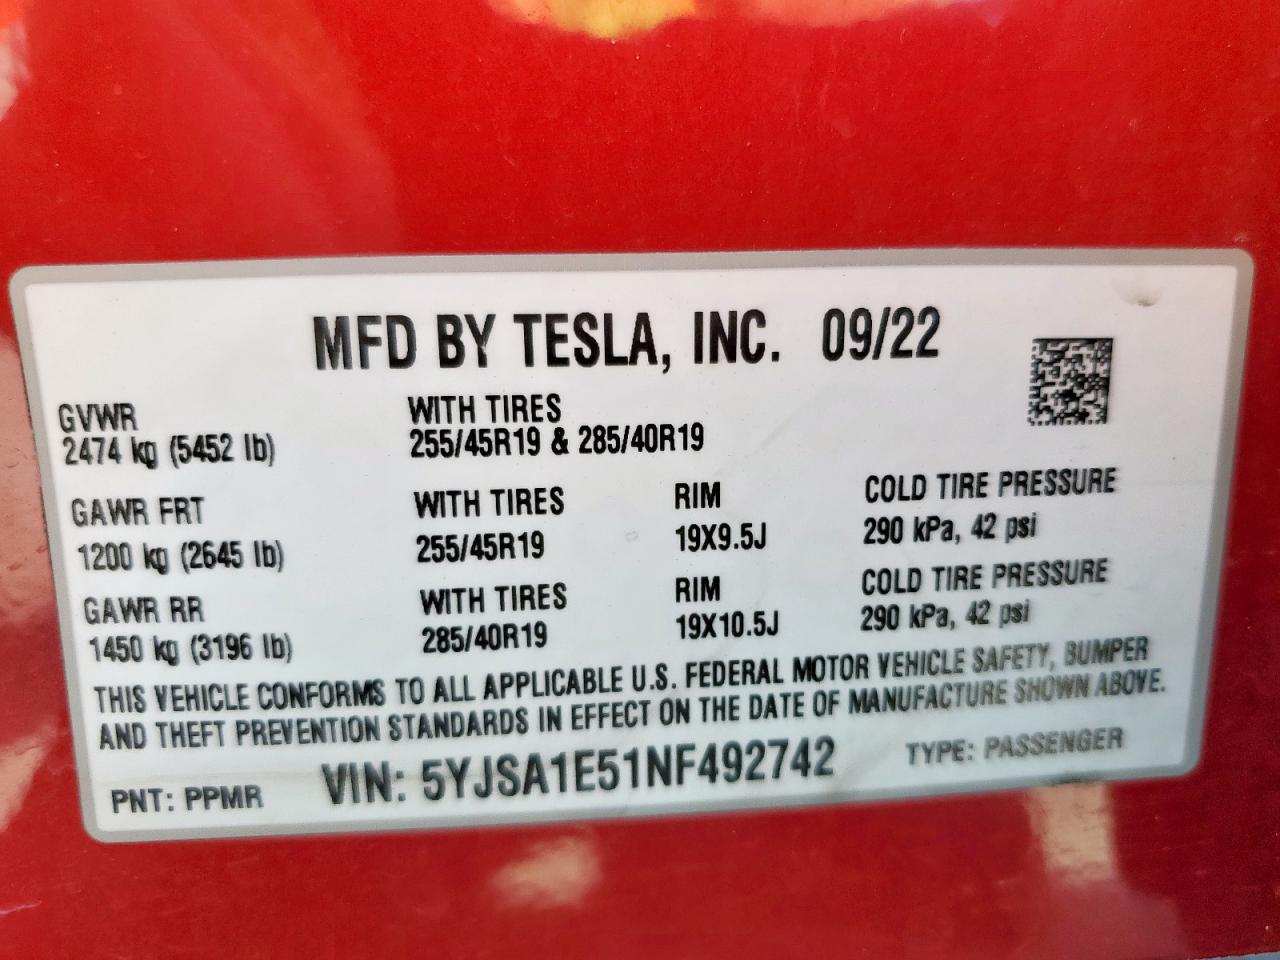 MFD BY TESLA, INC. 09/22
GVWR
2474 kg (5452 lb)
WITH TIRES
255/45R19 & 285/40R19
GAWR FRT
1200 kg (2645 lb)
WITH TIRES
255/45R19
RIM
19X9.5J
COLD TIRE PRESSURE
290 kPa, 42 psi
GAWR RR
1450 kg (3196 lb)
WITH TIRES
285/40R19
RIM
19X10.5J
COLD TIRE PRESSURE
290 kPa, 42 psi
THIS VEHICLE CONFORMS TO ALL APPLICABLE U.S. FEDERAL MOTOR VEHICLE SAFETY, BUMPER
AND THEFT PREVENTION STANDARDS IN EFFECT ON THE DATE OF MANUFACTURE SHOWN ABOVE.
PNT: PPMR VIN: 5YJSA1E51NF492742 TYPE: PASSENGER